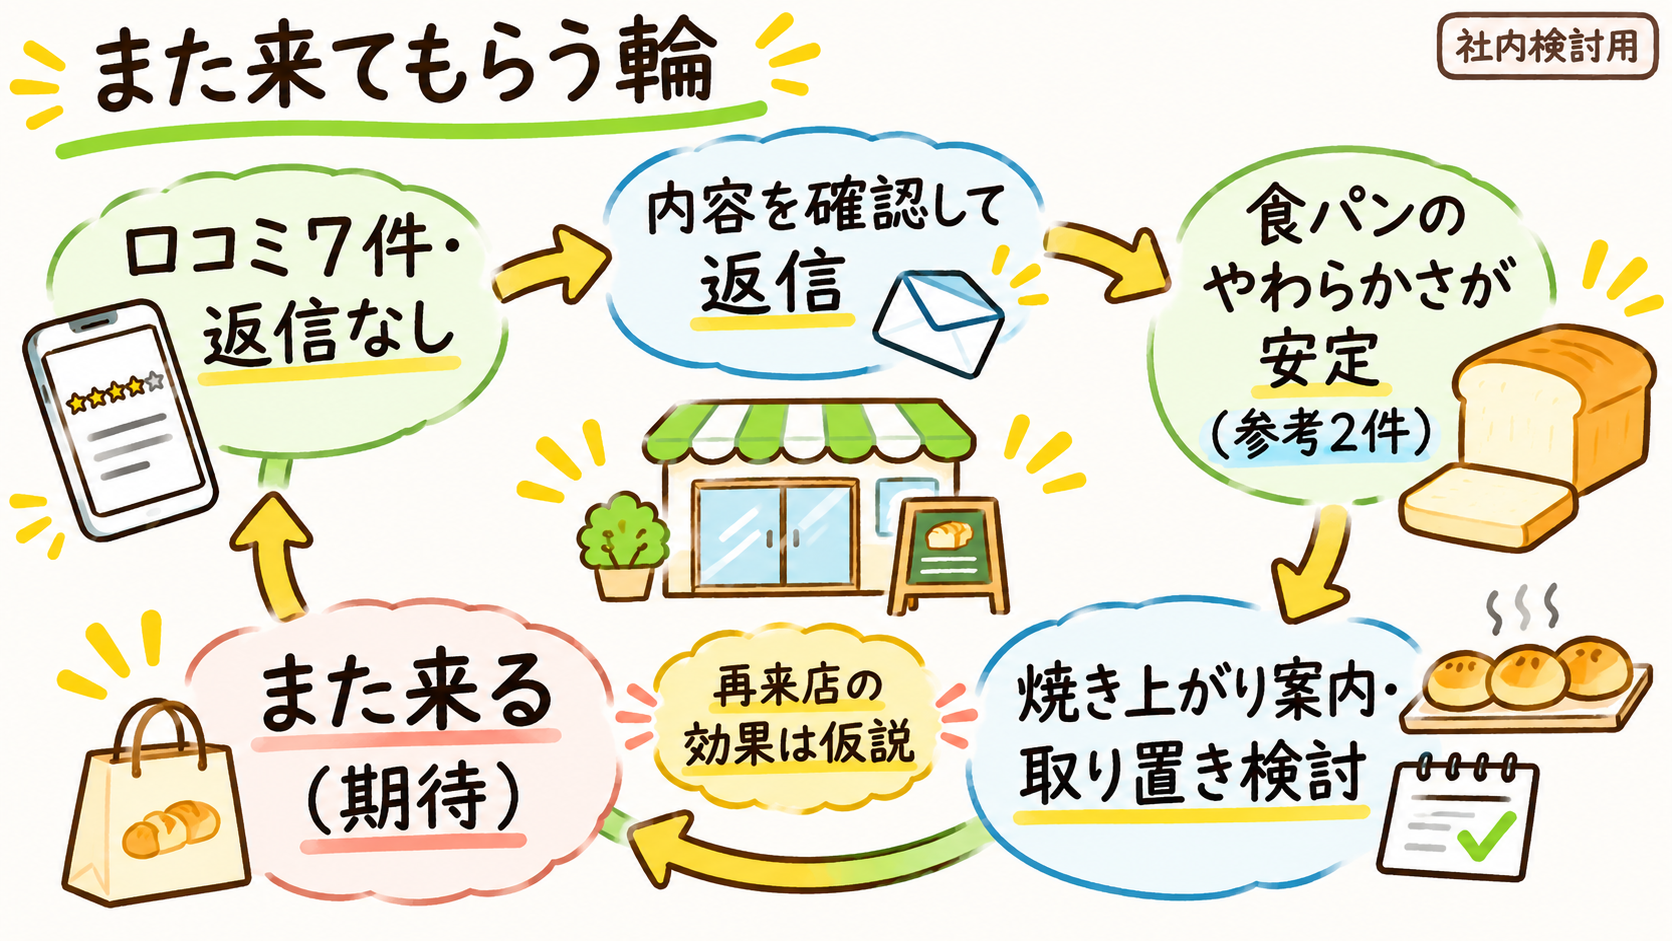 また来てもらう輪
社内検討用
口コミ7件・
返信なし
内容を確認して
返信
食パンの
やわらかさが
安定
(参考2件)
焼き上がり案内・
取り置き検討
再来店の
効果は仮説
また来る
(期待)